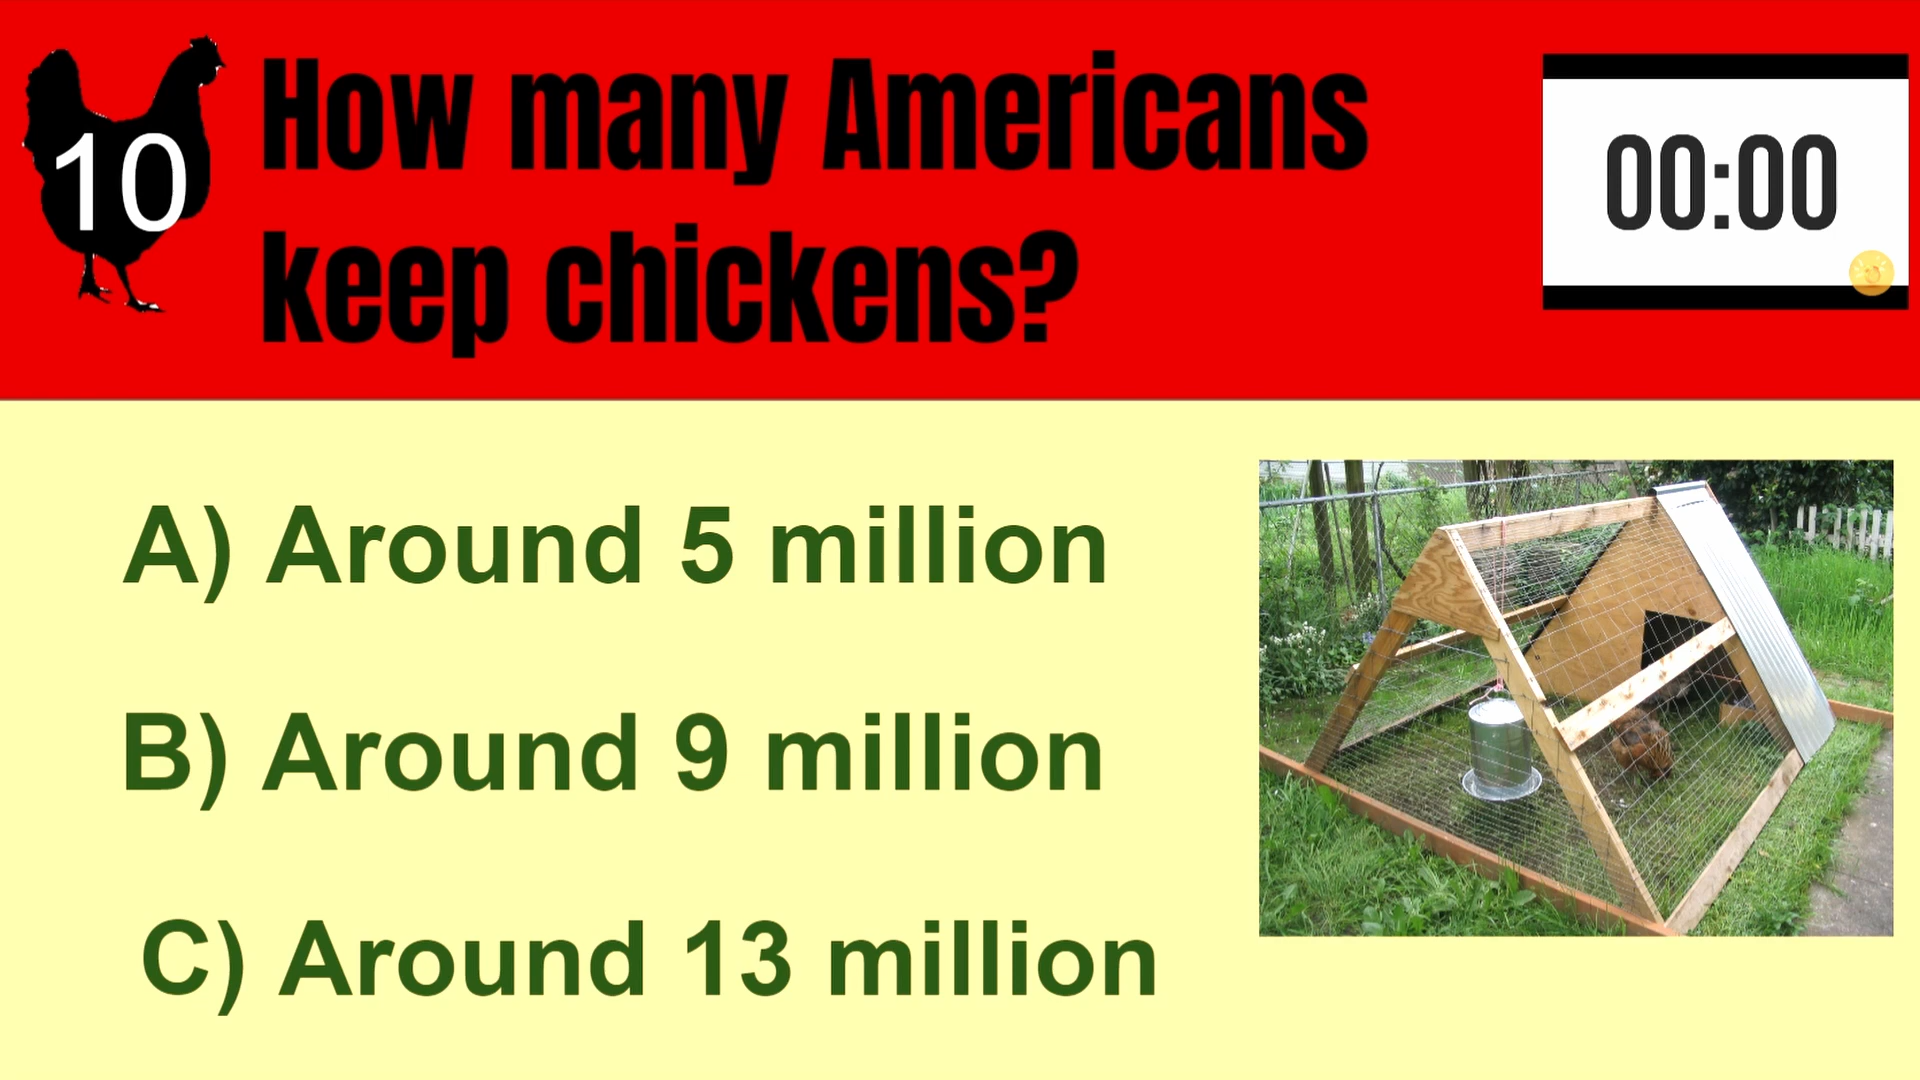 10
How many Americans
keep chickens?
00:00
A) Around 5 million
B) Around 9 million
C) Around 13 million